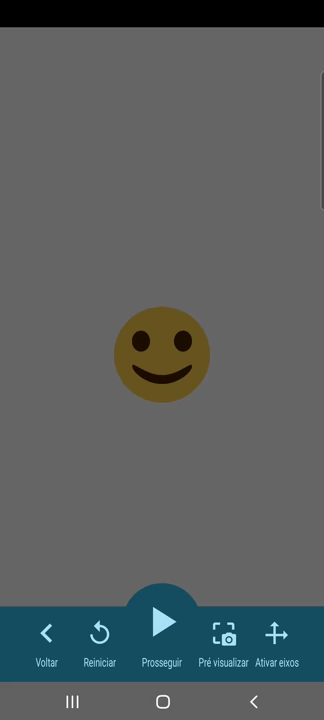 Voltar
Reiniciar
Prosseguir
Pré visualizar
Ativar eixos